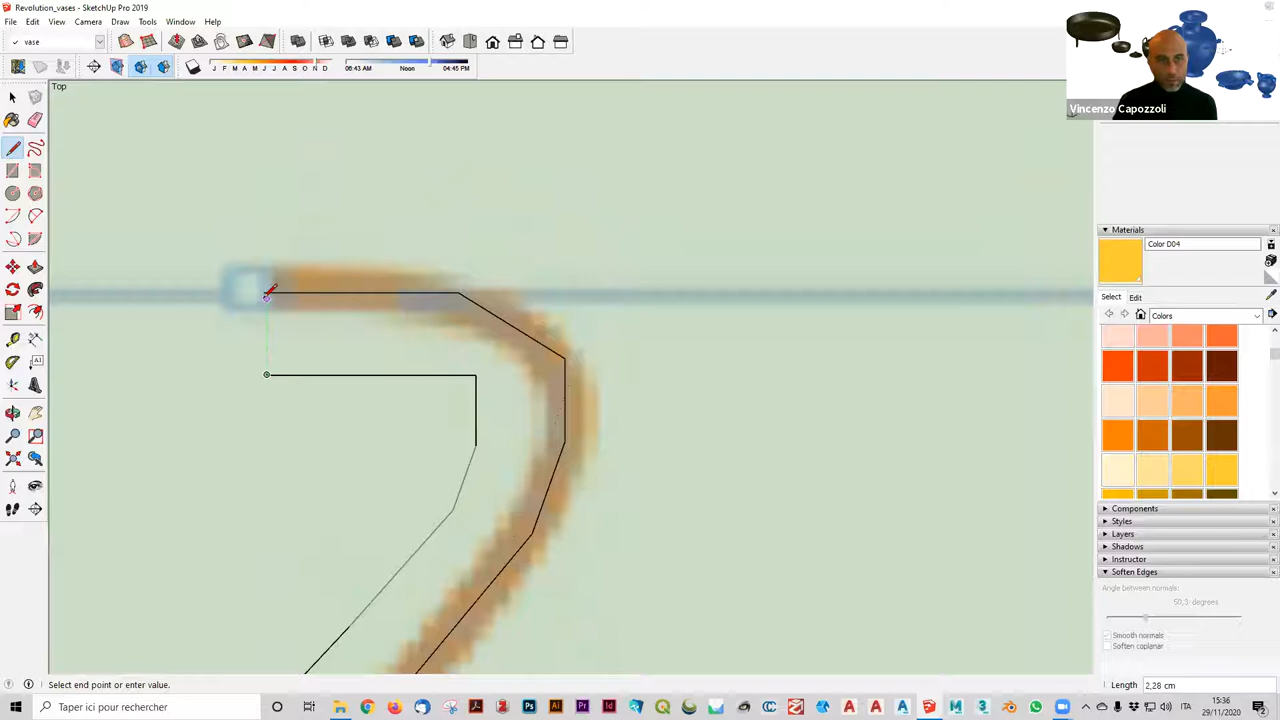 Revolution_vases - SketchUp Pro 2019
File Edit View Camera Draw Tools Window Help
vase
J F M A M J J A S O N D
06:43 AM Noon 04:45 PM
Vincenzo Capozzoli
Top
Materials
Color D04
Select Edit
Colors
Components
Styles
Layers
Shadows
Instructor
Soften Edges
Angle between normals:
50,3 degrees
Smooth normals
Soften coplanar
Select end point or enter value.
Length 2,28 cm
Taper ici pour rechercher
15:36
29/11/2020